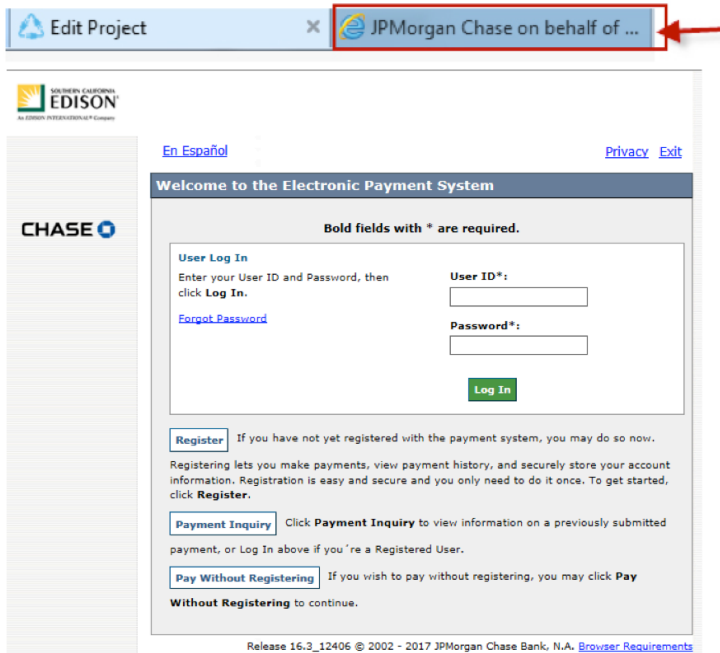 Edit Project
JPMorgan Chase on behalf of ...
SOUTHERN CALIFORNIA
EDISON®
An EDISON INTERNATIONAL® Company
En Español
Privacy Exit
Welcome to the Electronic Payment System
CHASE
Bold fields with * are required.
User Log In
Enter your User ID and Password, then
click Log In.
Forgot Password
User ID*:
Password*:
Log In
Register If you have not yet registered with the payment system, you may do so now.
Registering lets you make payments, view payment history, and securely store your account
information. Registration is easy and secure and you only need to do it once. To get started,
click Register.
Payment Inquiry Click Payment Inquiry to view information on a previously submitted
payment, or Log In above if you´re a Registered User.
Pay Without Registering If you wish to pay without registering, you may click Pay
Without Registering to continue.
Release 16.3_12406 © 2002 - 2017 JPMorgan Chase Bank, N.A. Browser Requirements